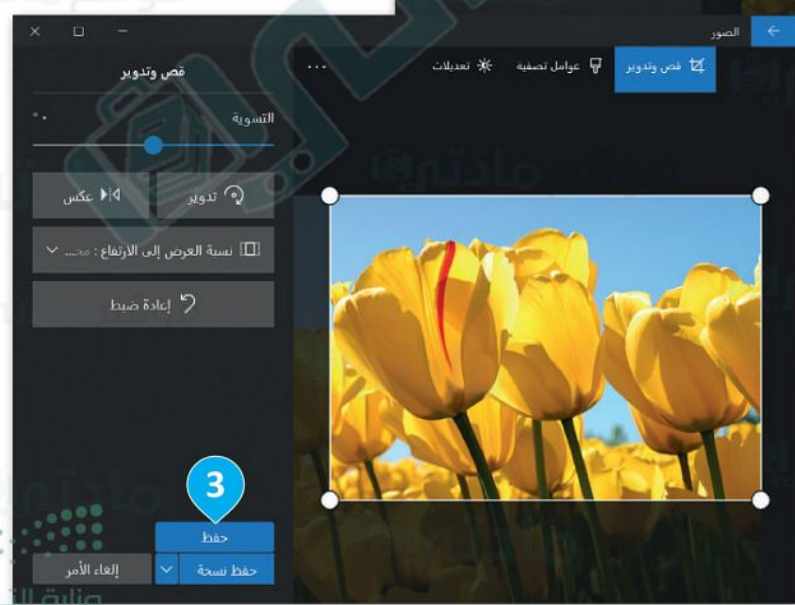 الصور
قص وتدوير
عوامل تصفية
تعديلات
...
قص وتدوير
التسوية
°٠
تدوير
عكس
نسبة العرض إلى الارتفاع : مخـ...
إعادة ضبط
3
حفظ
حفظ نسخة
إلغاء الأمر